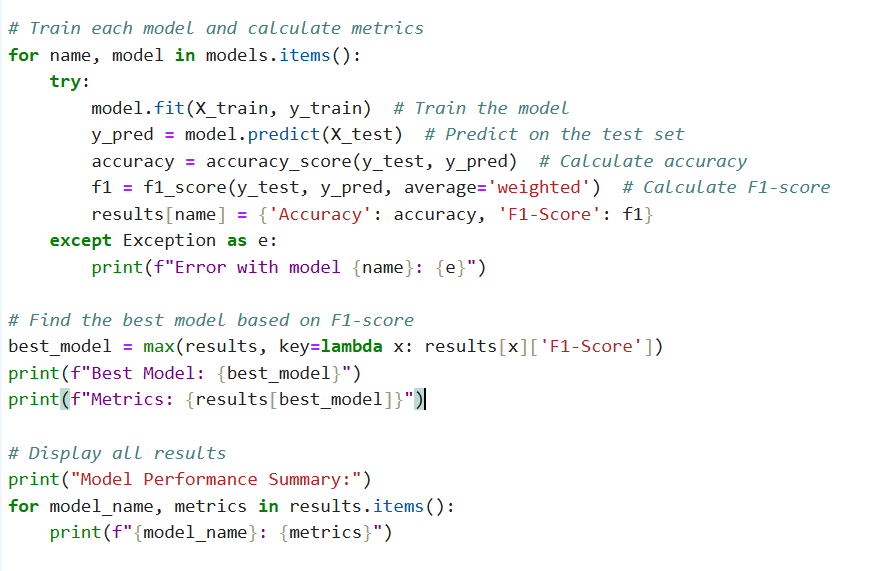 # Train each model and calculate metrics
for name, model in models.items():
    try:
        model.fit(X_train, y_train)  # Train the model
        y_pred = model.predict(X_test)  # Predict on the test set
        accuracy = accuracy_score(y_test, y_pred)  # Calculate accuracy
        f1 = f1_score(y_test, y_pred, average='weighted')  # Calculate F1-score
        results[name] = {'Accuracy': accuracy, 'F1-Score': f1}
    except Exception as e:
        print(f"Error with model {name}: {e}")

# Find the best model based on F1-score
best_model = max(results, key=lambda x: results[x]['F1-Score'])
print(f"Best Model: {best_model}")
print(f"Metrics: {results[best_model]}")

# Display all results
print("Model Performance Summary:")
for model_name, metrics in results.items():
    print(f"{model_name}: {metrics}")